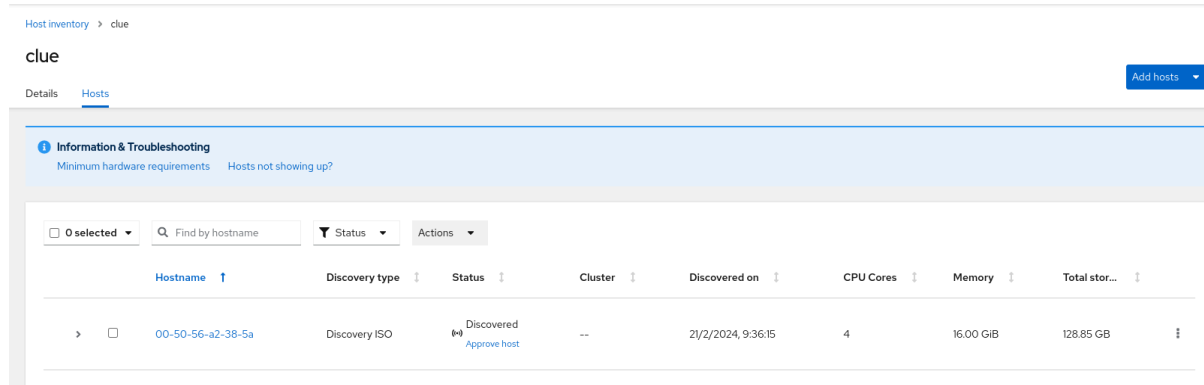 Host inventory > clue
clue
Add hosts
Details Hosts
Information & Troubleshooting
Minimum hardware requirements Hosts not showing up?
0 selected Find by hostname Status Actions
Hostname Discovery type Status Cluster Discovered on CPU Cores Memory Total stor...
00-50-56-a2-38-5a Discovery ISO Discovered -- 21/2/2024, 9:36:15 4 16.00 GiB 128.85 GB
Approve host